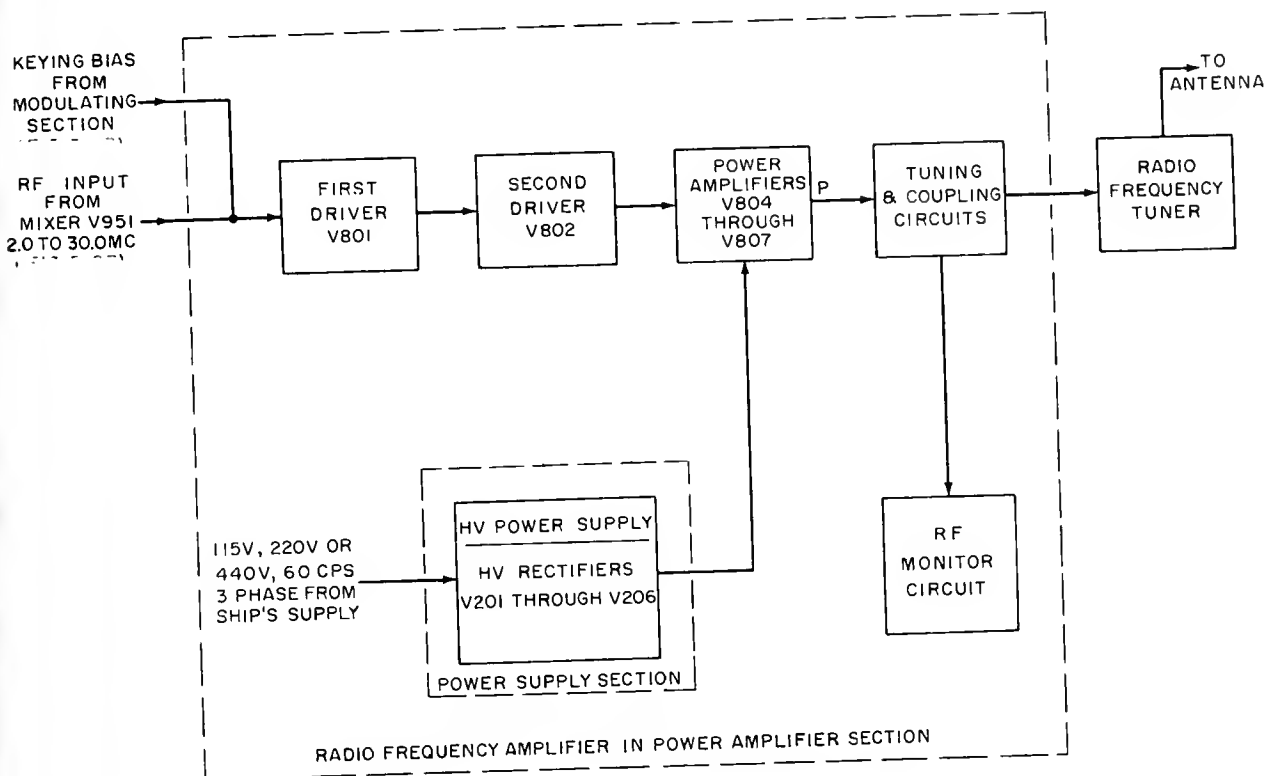 KEYING BIAS
FROM
MODULATING
SECTION
RF INPUT
FROM
MIXER V951
2.0 TO 30.0MC
FIRST
DRIVER
V801
SECOND
DRIVER
V802
POWER
AMPLIFIERS
V804
THROUGH
V807
P
TUNING
& COUPLING
CIRCUITS
RADIO
FREQUENCY
TUNER
TO
ANTENNA
115V, 220V OR
440V, 60 CPS
3 PHASE FROM
SHIP'S SUPPLY
HV POWER SUPPLY
HV RECTIFIERS
V201 THROUGH V206
POWER SUPPLY SECTION
RF
MONITOR
CIRCUIT
RADIO FREQUENCY AMPLIFIER IN POWER AMPLIFIER SECTION